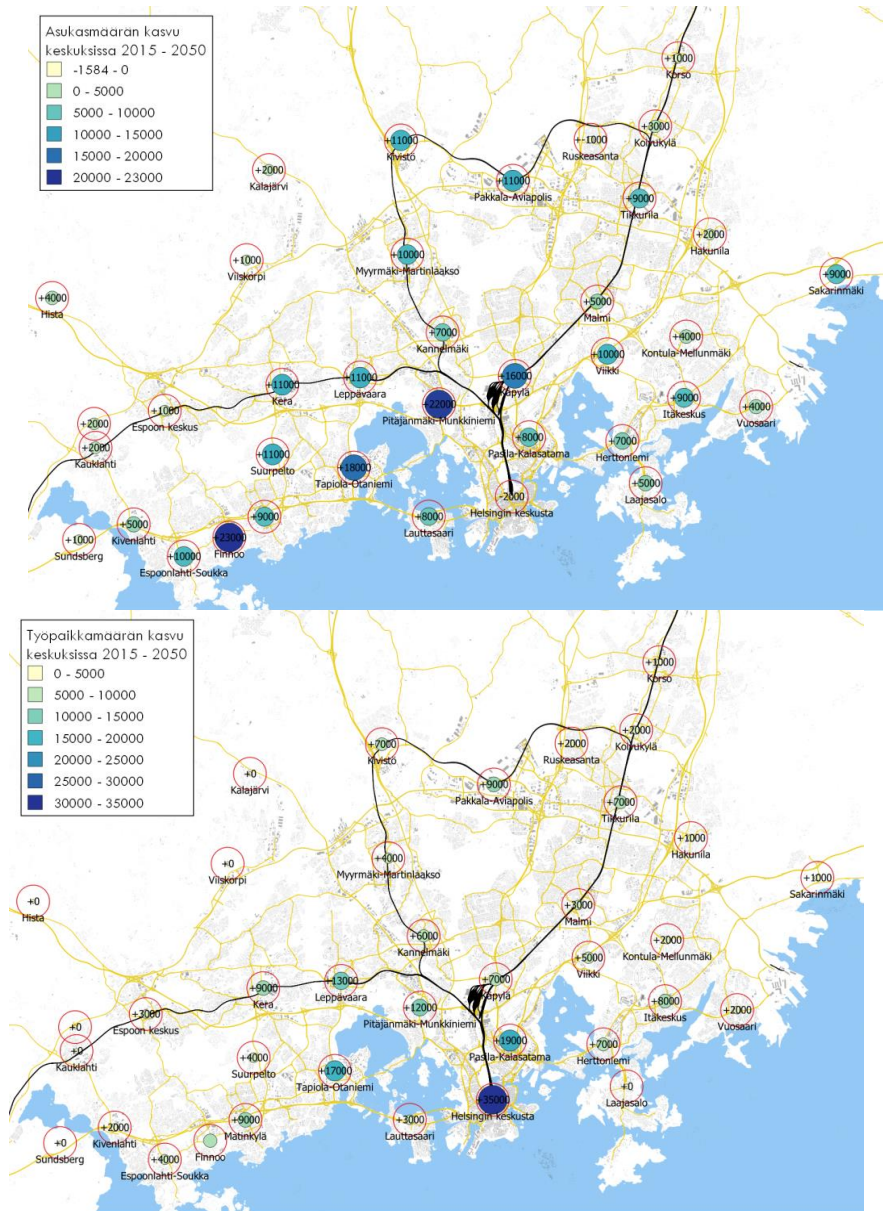 Asukasmäärän kasvu
keskuksissa 2015 - 2050
-1584 - 0
0 - 5000
5000 - 10000
10000 - 15000
15000 - 20000
20000 - 23000
+1000
Korso
+3000
Koivukylä
+-1000
Ruskeasanta
+11000
Kivistö
+2000
Kalajärvi
+11000
Pakkala-Aviapolis
+9000
Tikkurila
+2000
Hakunila
+10000
Myyrmäki-Martinlaakso
+1000
Viiskorpi
+9000
Sakarinmäki
+4000
Histä
+5000
Malmi
+7000
Kannelmäki
+4000
Kontula-Mellunmäki
+10000
Viikki
+16000
Käpylä
+11000
Leppävaara
+11000
Kera
+9000
Itäkeskus
+22000
Pitäjänmäki-Munkkiniemi
+4000
Vuosaari
+1000
Espoon keskus
+2000
+2000
Kauklahti
+8000
Pasila-Kalasatama
+7000
Herttoniemi
+11000
Suurpelto
+18000
Tapiola-Otaniemi
+5000
Laajasalo
-2000
Helsingin keskusta
+8000
Lauttasaari
+9000
+5000
Kivenlahti
+23000
Finnoo
+1000
Sundsberg
+10000
Espoonlahti-Soukka
Työpaikkamäärän kasvu
keskuksissa 2015 - 2050
0 - 5000
5000 - 10000
10000 - 15000
15000 - 20000
20000 - 25000
25000 - 30000
30000 - 35000
+1000
Korso
+2000
Koivukylä
+2000
Ruskeasanta
+7000
Kivistö
+0
Kalajärvi
+9000
Pakkala-Aviapolis
+7000
Tikkurila
+1000
Hakunila
+4000
Myyrmäki-Martinlaakso
+0
Viiskorpi
+1000
Sakarinmäki
+0
Histä
+3000
Malmi
+6000
Kannelmäki
+2000
Kontula-Mellunmäki
+5000
Viikki
+7000
Käpylä
+13000
Leppävaara
+9000
Kera
+8000
Itäkeskus
+12000
Pitäjänmäki-Munkkiniemi
+2000
Vuosaari
+3000
Espoon keskus
+0
+0
Kauklahti
+19000
Pasila-Kalasatama
+7000
Herttoniemi
+4000
Suurpelto
+17000
Tapiola-Otaniemi
+0
Laajasalo
+35000
Helsingin keskusta
+3000
Lauttasaari
+9000
Matinkylä
+2000
Kivenlahti
Finnoo
+0
Sundsberg
+4000
Espoonlahti-Soukka